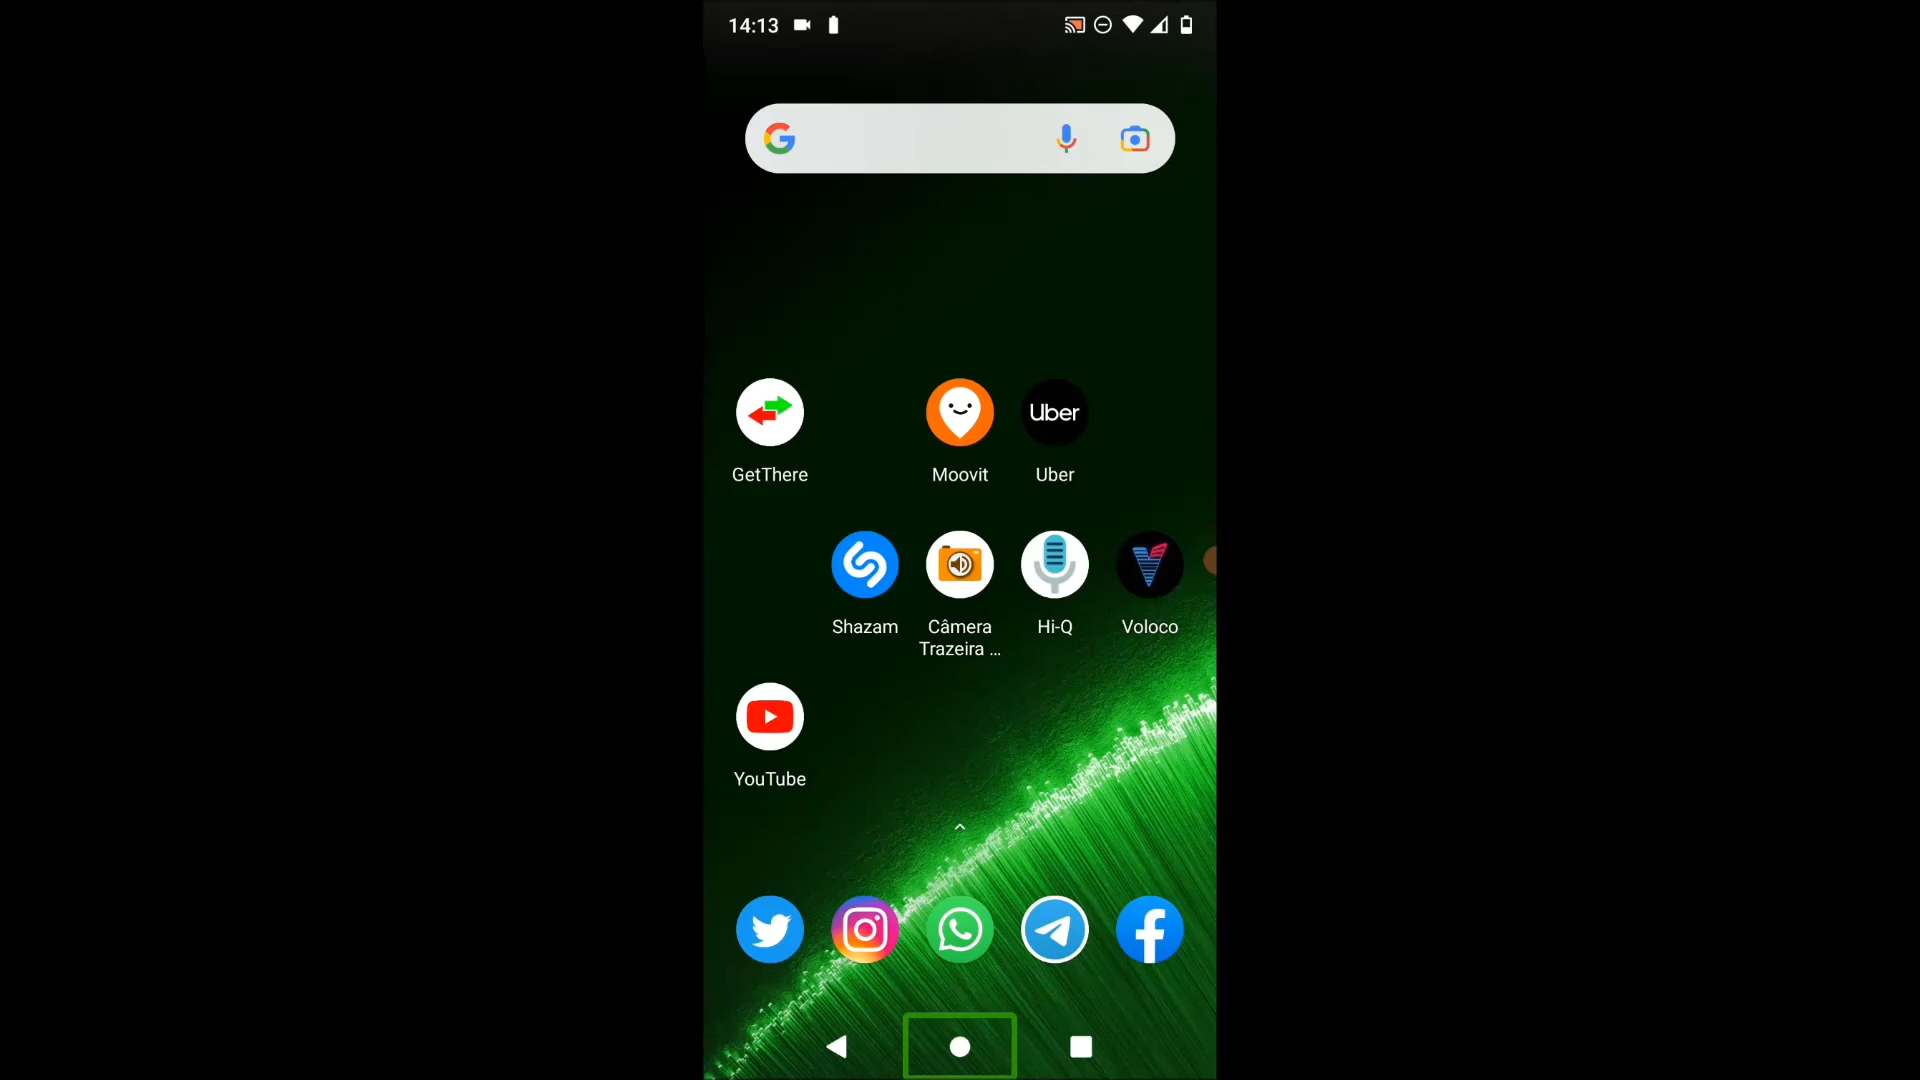 14:13
GetThere
Moovit
Uber
Uber
Shazam
Câmera
Trazeira ...
Hi-Q
Voloco
YouTube